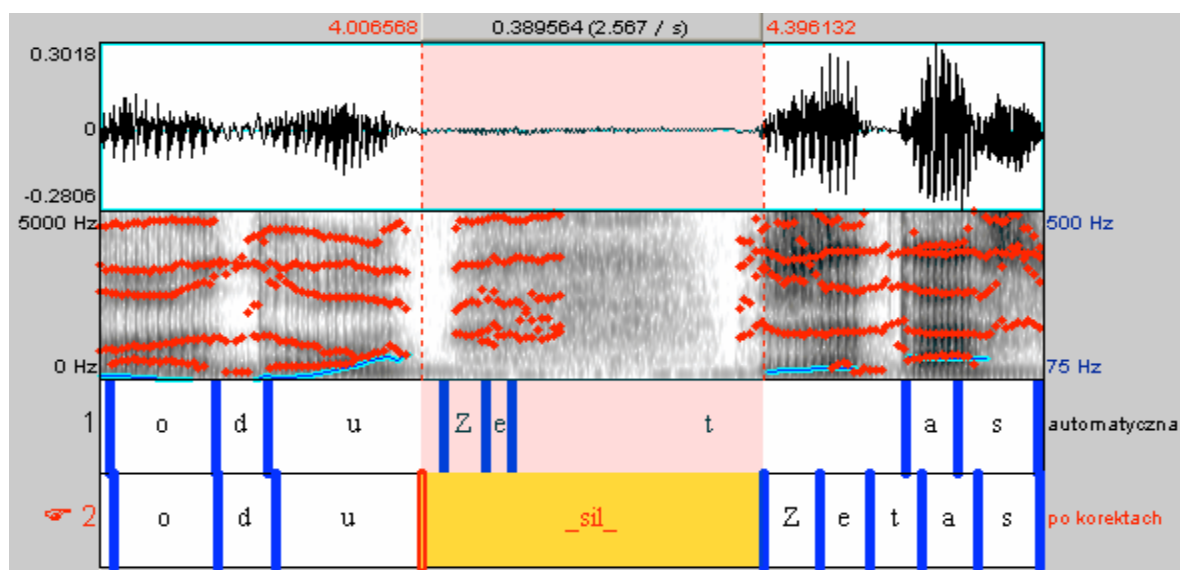 4.006568 0.389564 (2.567 / s) 4.396132
0.3018
0
-0.2806
5000 Hz 500 Hz
0 Hz 75 Hz
1 o d u Z e t a s automatyczna
☞ 2 o d u _sil_ Z e t a s po korektach